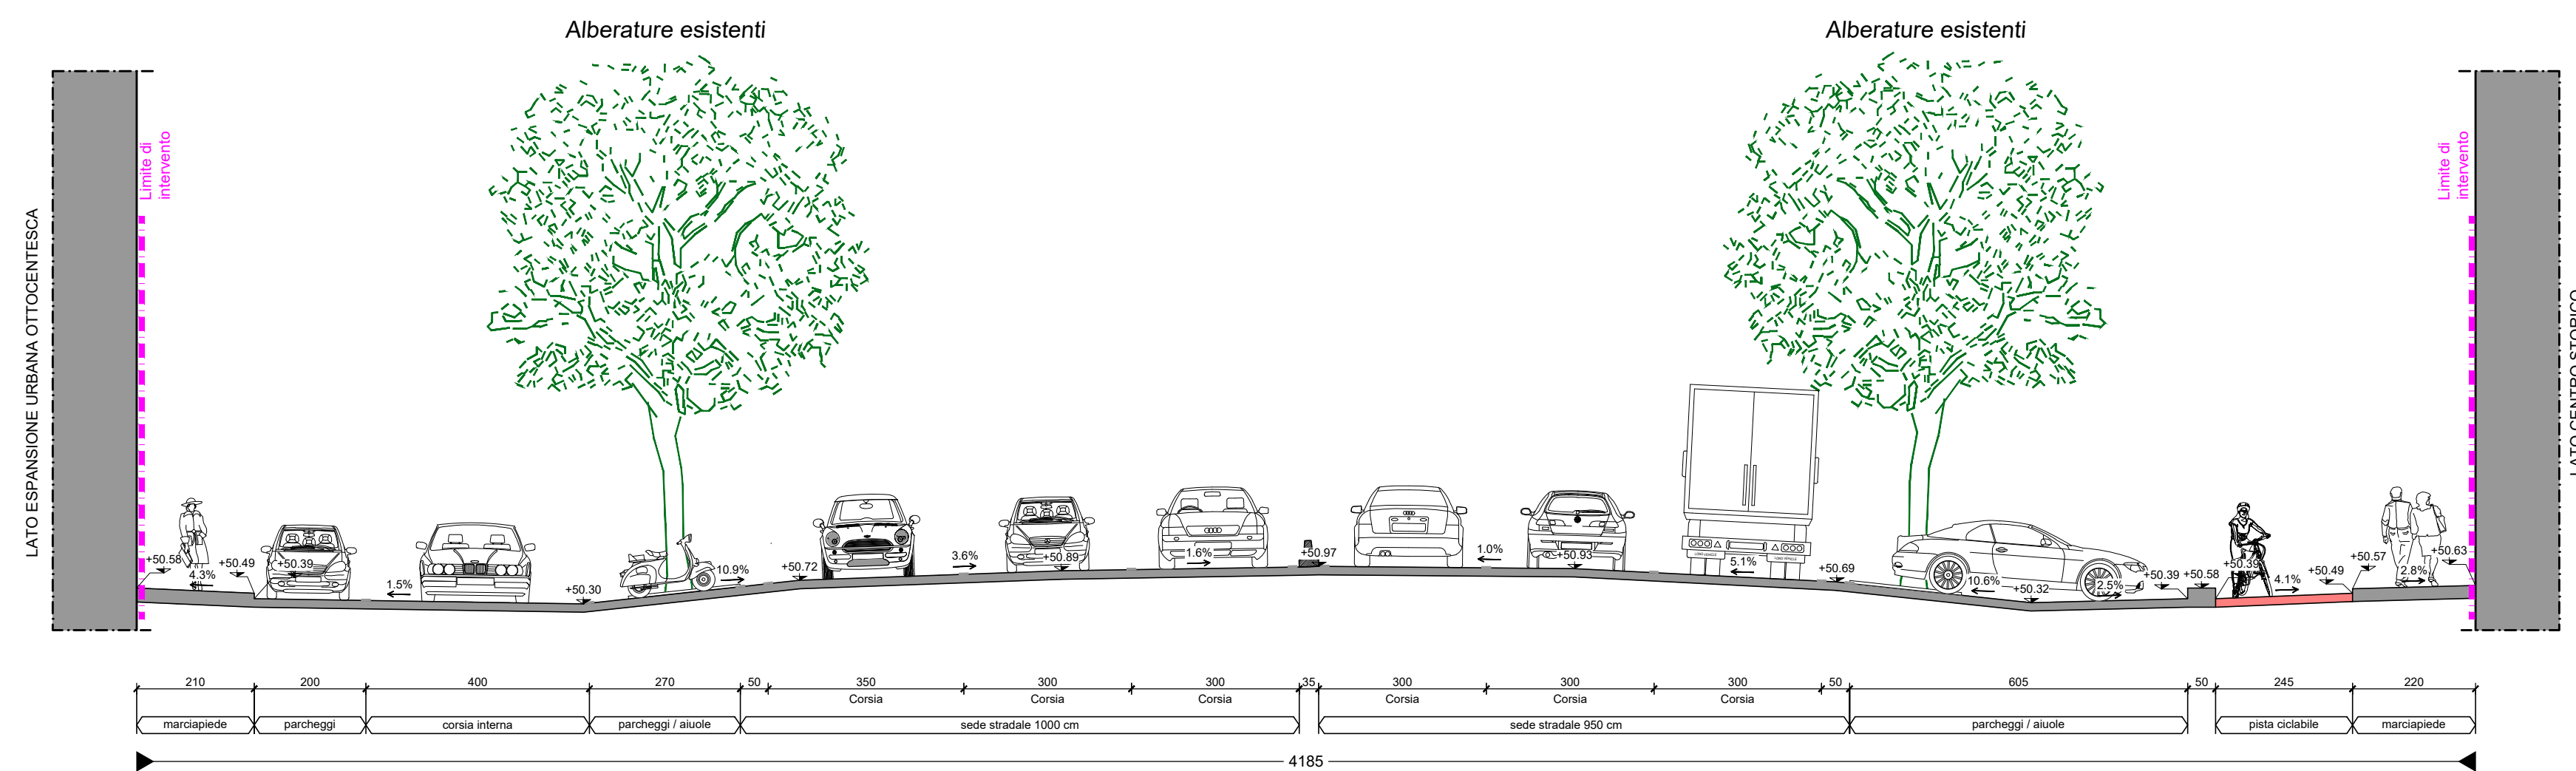 Alberature esistenti
Alberature esistenti
LATO ESPANSIONE URBANA OTTOCENTESCA
Limite di
intervento
Limite di
intervento
LATO CENTRO STORICO
+50.58
4.3%
+50.49
+50.39
1.5%
+50.30
10.9%
+50.72
3.6%
+50.89
1.6%
+50.97
1.0%
+50.93
5.1%
+50.69
10.6%
+50.32
2.5%
+50.39
+50.58
+50.39
4.1%
+50.49
+50.57
2.8%
+50.63
210 200 400 270 50 350 300 300 35 300 300 300 50 605 50 245 220
Corsia Corsia Corsia Corsia Corsia Corsia
marciapiede parcheggi corsia interna parcheggi / aiuole sede stradale 1000 cm sede stradale 950 cm parcheggi / aiuole pista ciclabile marciapiede
4185